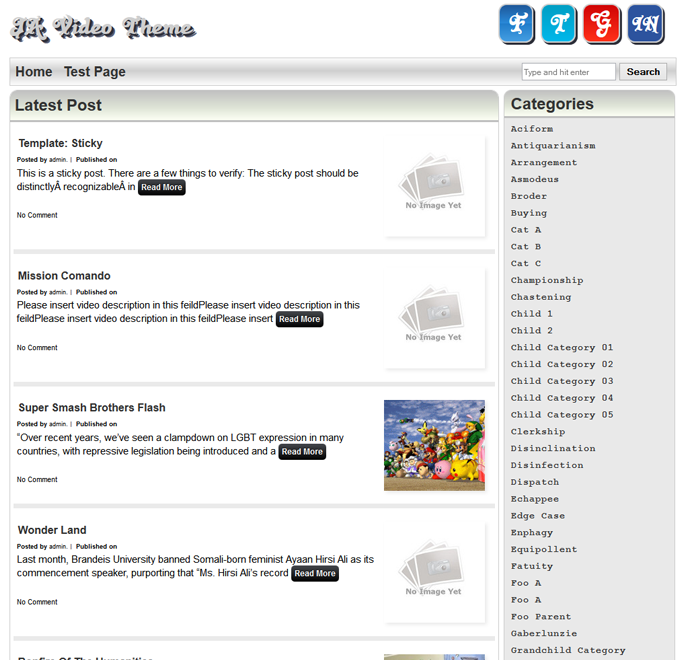 JK Video Theme
F T G IN
Home Test Page
Type and hit enter Search
Latest Post
Template: Sticky
Posted by admin. | Published on
This is a sticky post. There are a few things to verify: The sticky post should be
distinctlyÂ recognizableÂ in Read More
No Comment
No Image Yet
Mission Comando
Posted by admin. | Published on
Please insert video description in this feildPlease insert video description in this
feildPlease insert video description in this feildPlease insert Read More
No Comment
No Image Yet
Super Smash Brothers Flash
Posted by admin. | Published on
“Over recent years, we’ve seen a clampdown on LGBT expression in many
countries, with repressive legislation being introduced and a Read More
No Comment
Wonder Land
Posted by admin. | Published on
Last month, Brandeis University banned Somali-born feminist Ayaan Hirsi Ali as its
commencement speaker, purporting that “Ms. Hirsi Ali’s record Read More
No Comment
No Image Yet
Bonfire Of The Humanities
Categories
Aciform
Antiquarianism
Arrangement
Asmodeus
Broder
Buying
Cat A
Cat B
Cat C
Championship
Chastening
Child 1
Child 2
Child Category 01
Child Category 02
Child Category 03
Child Category 04
Child Category 05
Clerkship
Disinclination
Disinfection
Dispatch
Echappee
Edge Case
Enphagy
Equipollent
Fatuity
Foo A
Foo A
Foo Parent
Gaberlunzie
Grandchild Category